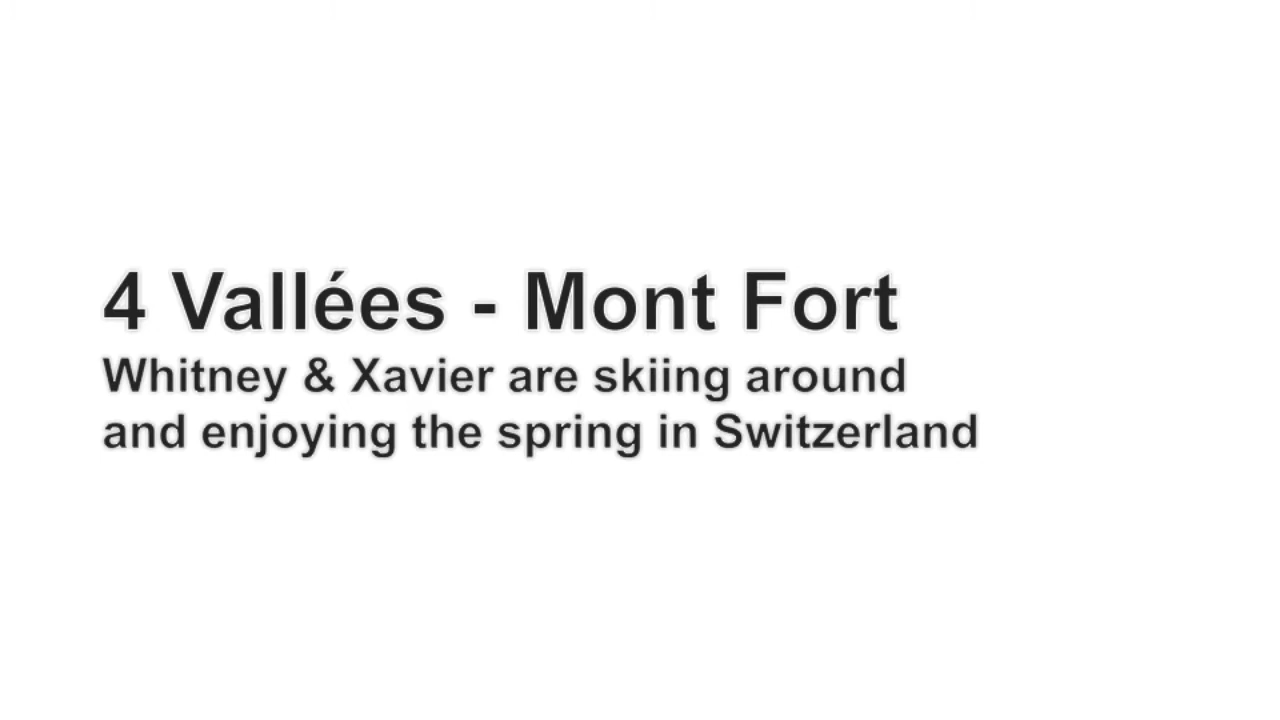 4 Vallées - Mont Fort
Whitney & Xavier are skiing around
and enjoying the spring in Switzerland